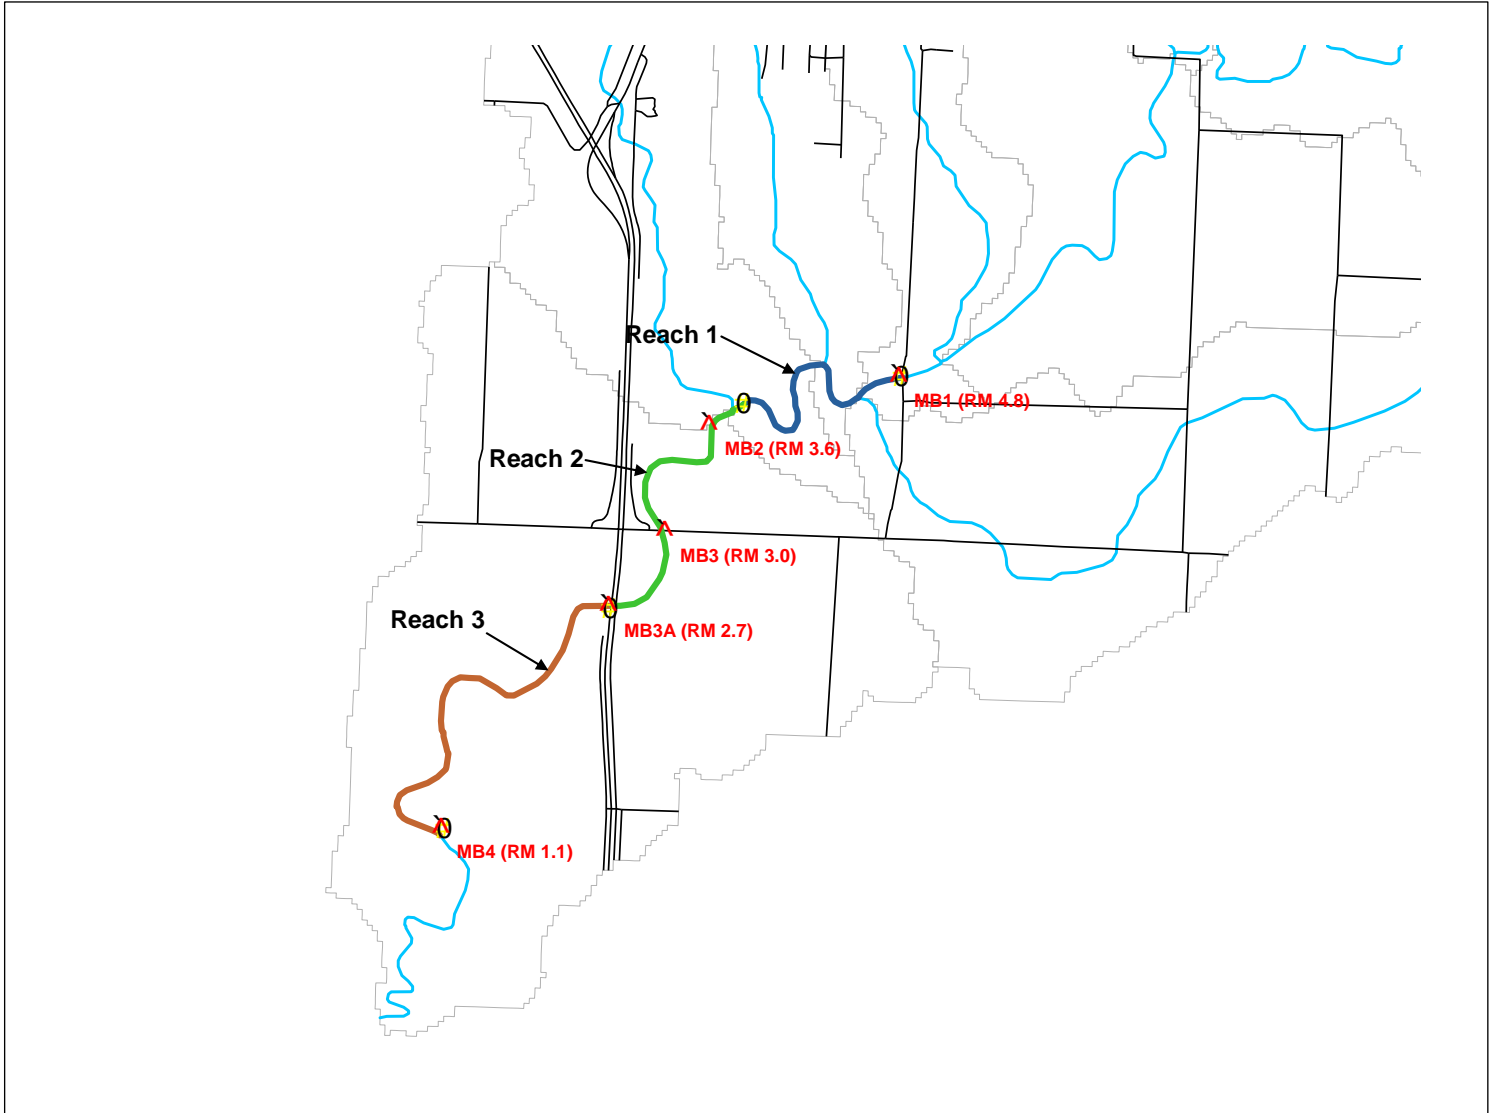 Reach 1
MB1 (RM 4.8)
MB2 (RM 3.6)
Reach 2
MB3 (RM 3.0)
Reach 3
MB3A (RM 2.7)
MB4 (RM 1.1)